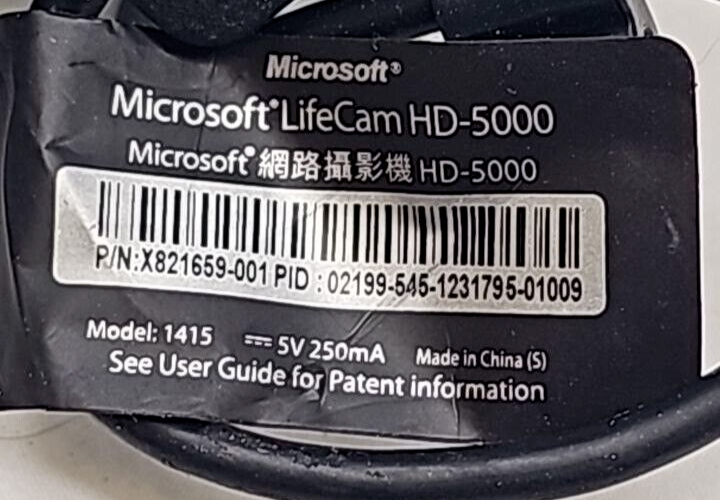 Microsoft®
Microsoft® LifeCam HD-5000
Microsoft® 網路攝影機 HD-5000
P/N:X821659-001 PID : 02199-545-1231795-01009
Model: 1415 ⎓ 5V 250mA Made in China (S)
See User Guide for Patent information